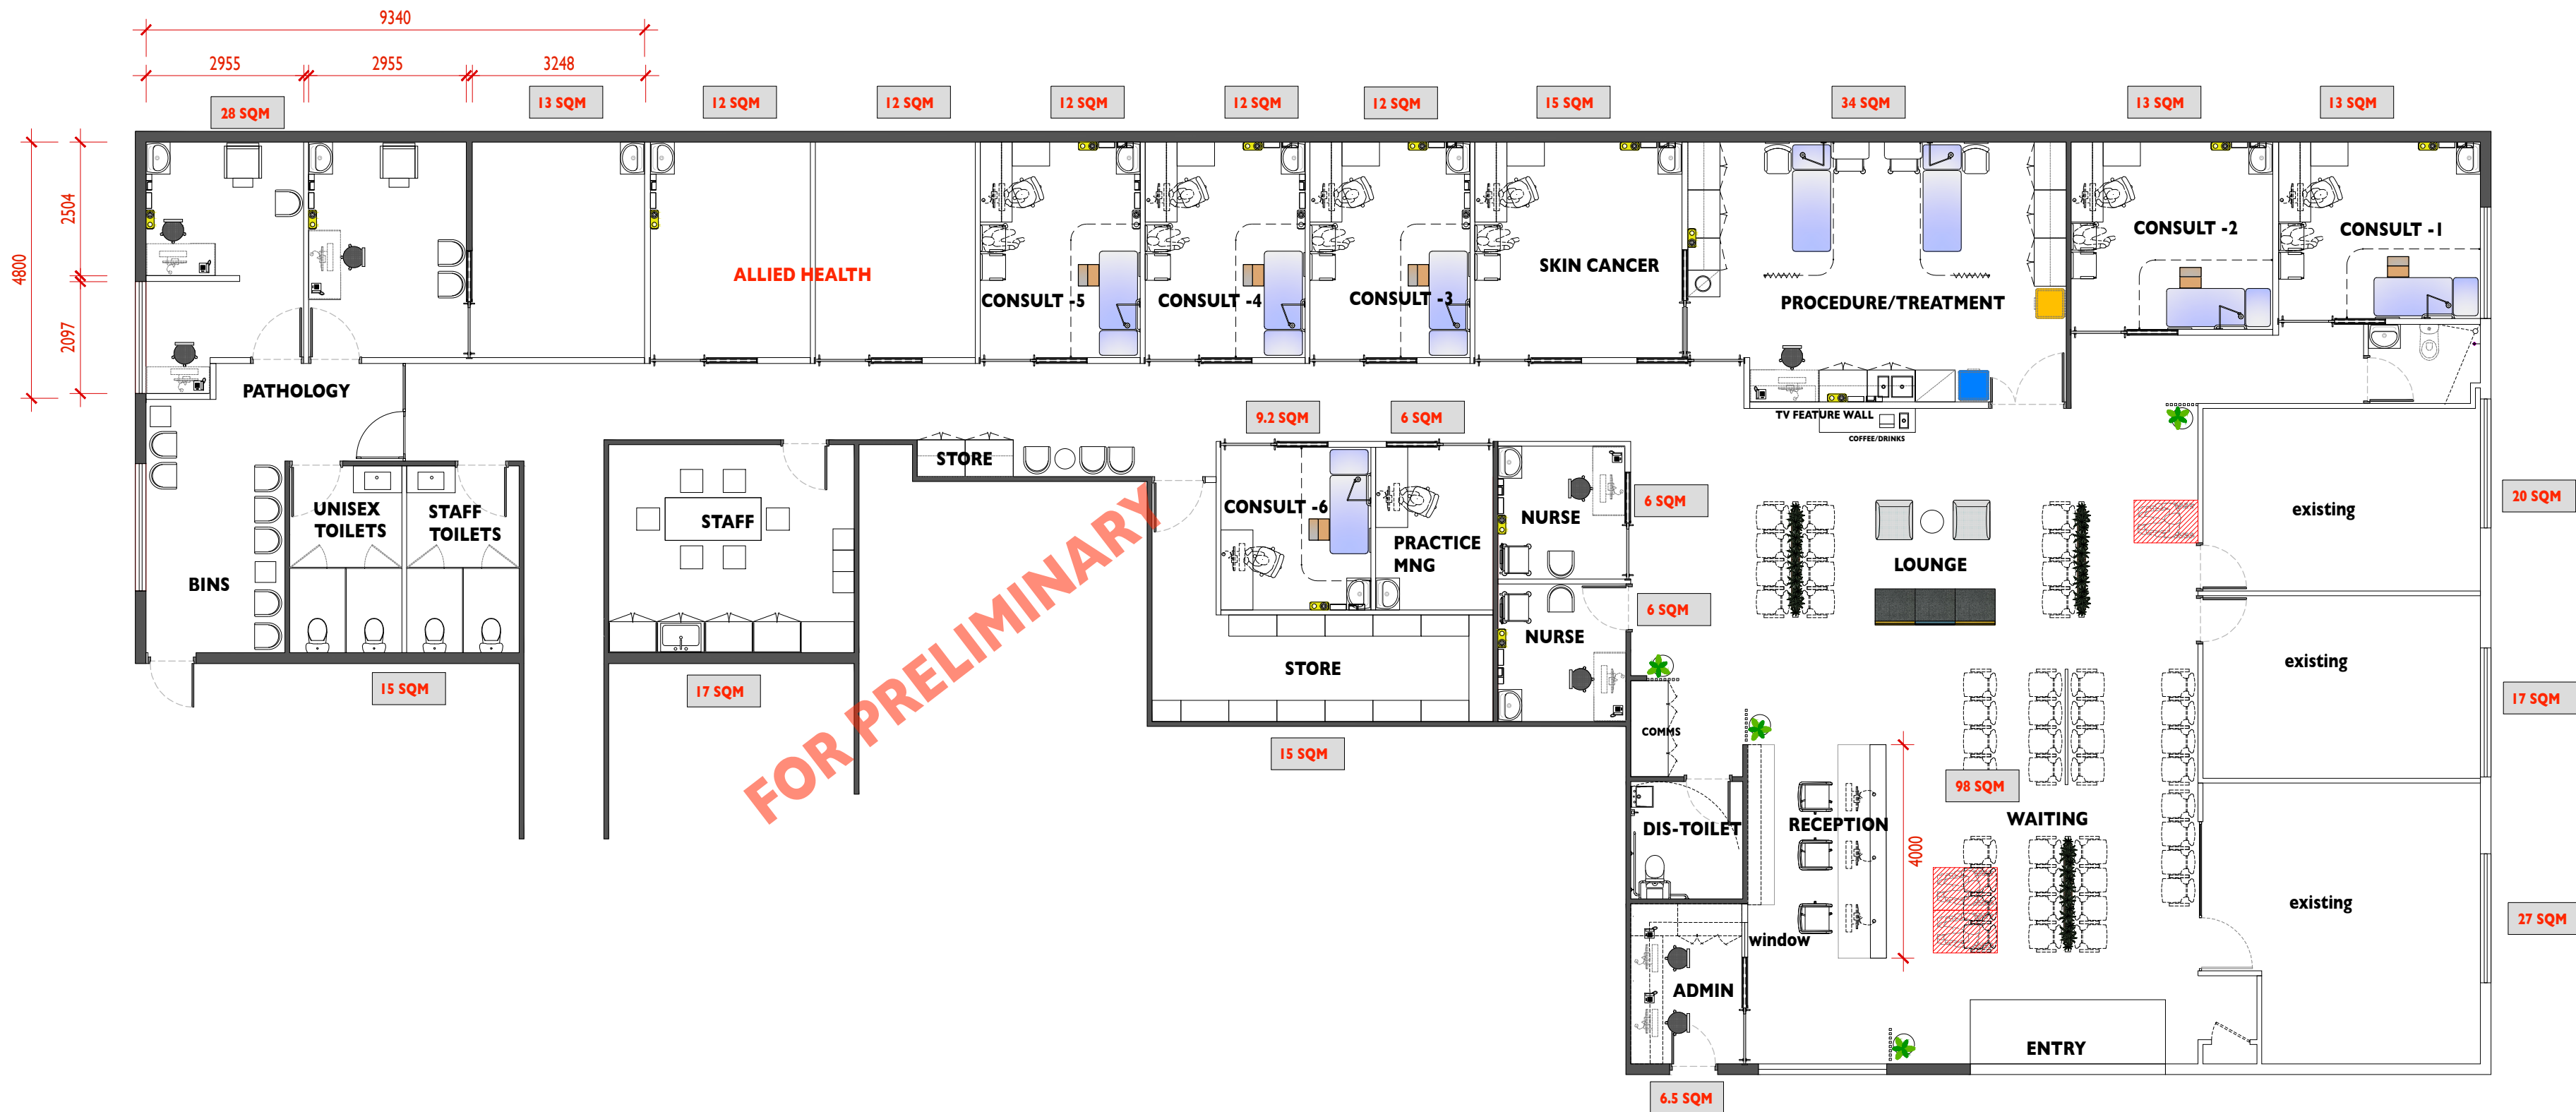 9340
2955
2955
3248
28 SQM
13 SQM
12 SQM
12 SQM
12 SQM
12 SQM
12 SQM
15 SQM
34 SQM
13 SQM
13 SQM
4800
2504
2097
ALLIED HEALTH
CONSULT -5
CONSULT -4
CONSULT -3
SKIN CANCER
PROCEDURE/TREATMENT
CONSULT -2
CONSULT -1
PATHOLOGY
TV FEATURE WALL
COFFEE/DRINKS
9.2 SQM
6 SQM
STORE
UNISEX
TOILETS
STAFF
TOILETS
STAFF
CONSULT -6
PRACTICE
MNG
NURSE
6 SQM
LOUNGE
existing
20 SQM
BINS
NURSE
6 SQM
existing
17 SQM
STORE
15 SQM
17 SQM
15 SQM
FOR PRELIMINARY
COMMS
98 SQM
DIS-TOILET
RECEPTION
4000
WAITING
existing
27 SQM
window
ADMIN
ENTRY
6.5 SQM